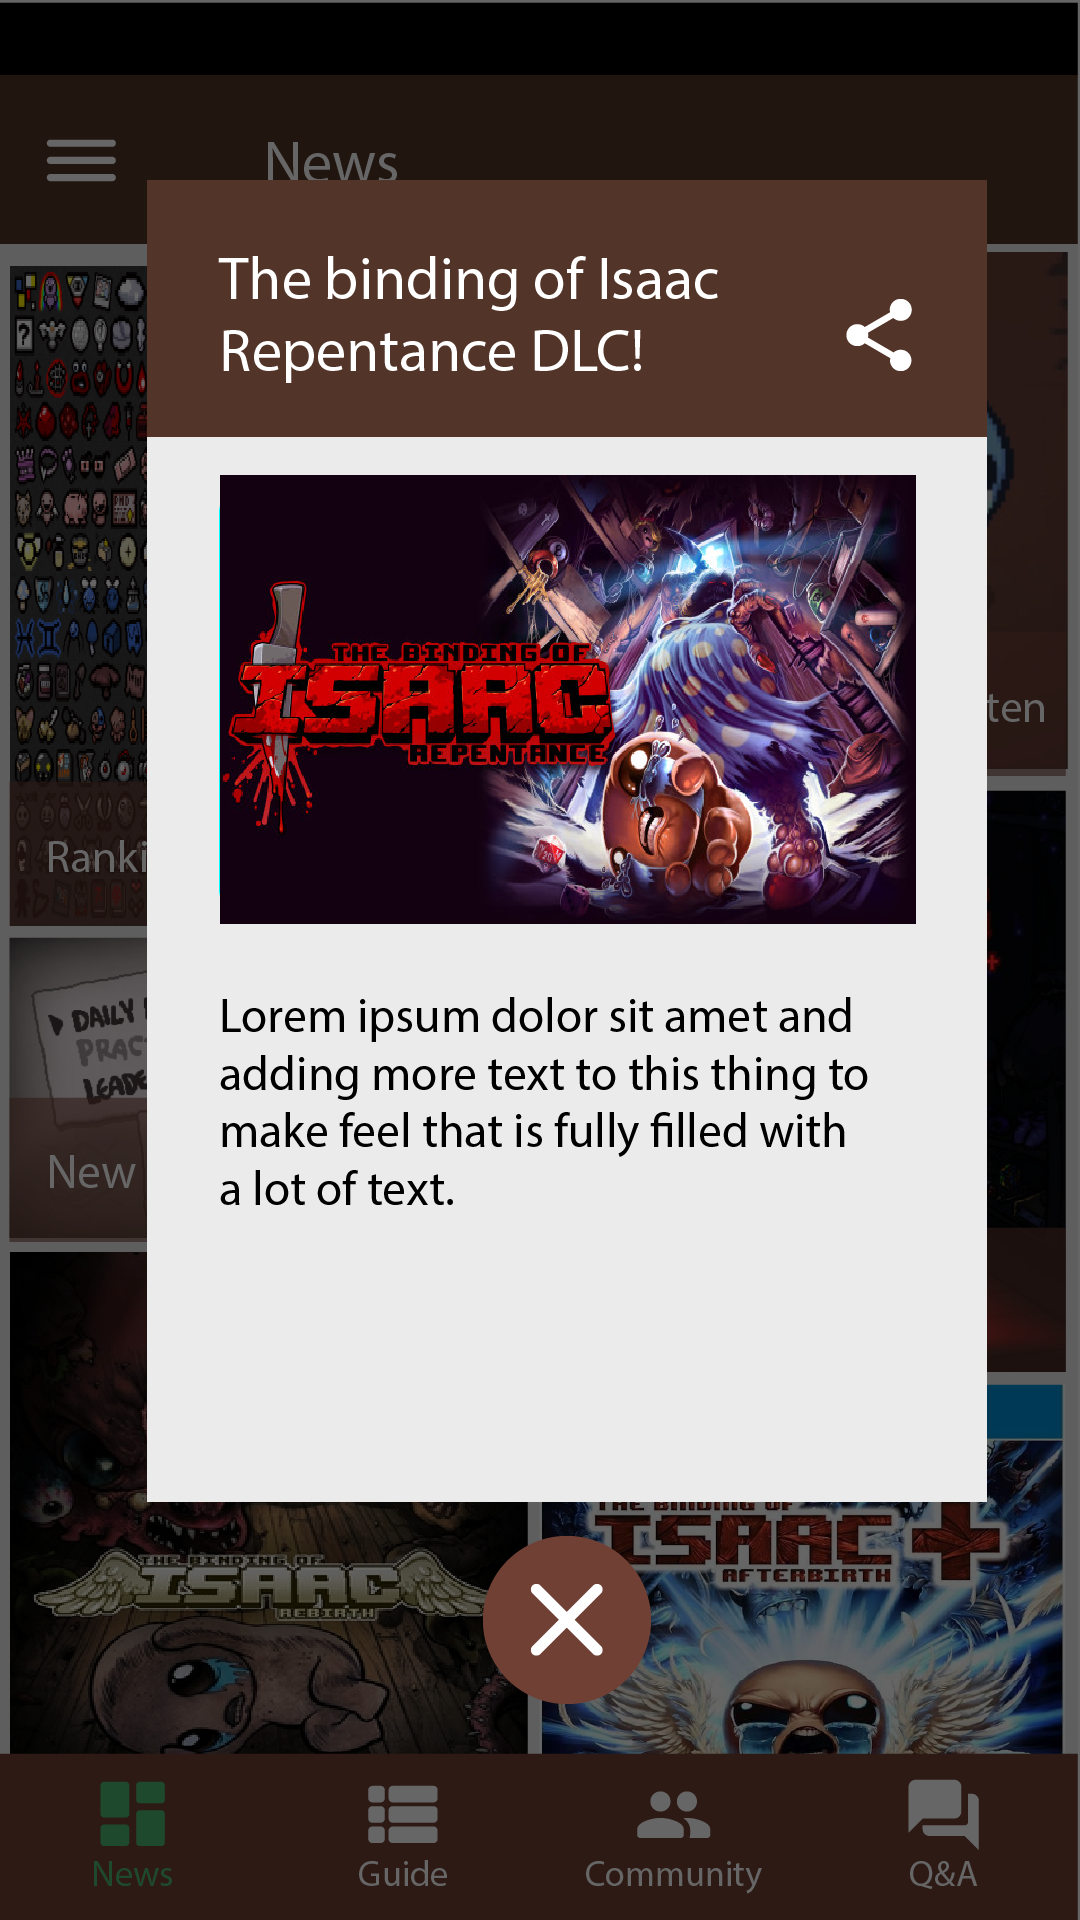 News
The binding of Isaac
Repentance DLC!
THE BINDING OF
ISAAC
REPENTANCE
ten
Ranki
DAILY
PRAC
LEADE
New
Lorem ipsum dolor sit amet and
adding more text to this thing to
make feel that is fully filled with
a lot of text.
THE BINDING OF
ISAAC
REBIRTH
THE BINDING OF
ISAAC
AFTERBIRTH
News
Guide
Community
Q&A